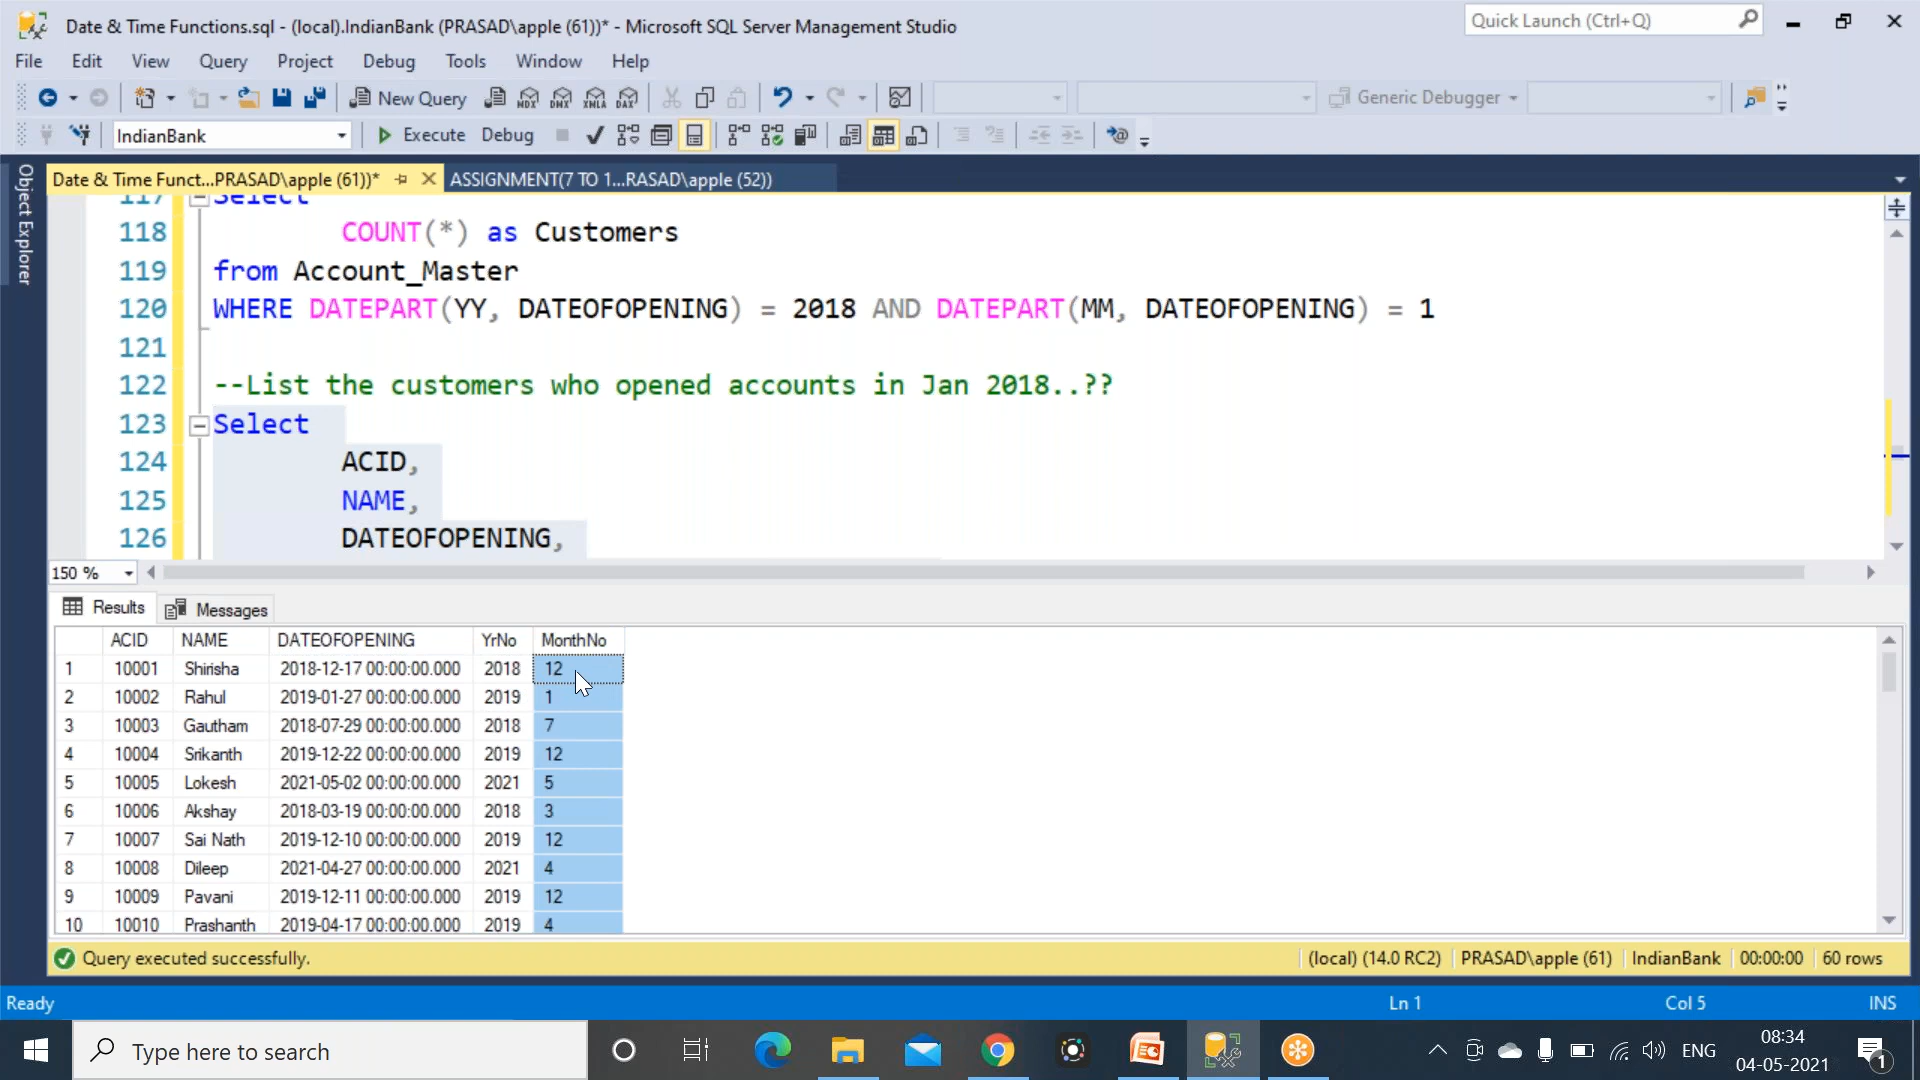 Date & Time Functions.sql - (local).IndianBank (PRASAD\apple (61))* - Microsoft SQL Server Management Studio
Quick Launch (Ctrl+Q)
File Edit View Query Project Debug Tools Window Help
New Query MDX DMX XMLA DAX Generic Debugger
IndianBank Execute Debug
Object Explorer
Date & Time Funct...PRASAD\apple (61))* ASSIGNMENT(7 TO 1...RASAD\apple (52))
117 Select
118 COUNT(*) as Customers
119 from Account_Master
120 WHERE DATEPART(YY, DATEOFOPENING) = 2018 AND DATEPART(MM, DATEOFOPENING) = 1
121
122 --List the customers who opened accounts in Jan 2018..??
123 Select
124 ACID,
125 NAME,
126 DATEOFOPENING,
150 %
Results Messages
ACID NAME DATEOFOPENING YrNo MonthNo
1 10001 Shirisha 2018-12-17 00:00:00.000 2018 12
2 10002 Rahul 2019-01-27 00:00:00.000 2019 1
3 10003 Gautham 2018-07-29 00:00:00.000 2018 7
4 10004 Srikanth 2019-12-22 00:00:00.000 2019 12
5 10005 Lokesh 2021-05-02 00:00:00.000 2021 5
6 10006 Akshay 2018-03-19 00:00:00.000 2018 3
7 10007 Sai Nath 2019-12-10 00:00:00.000 2019 12
8 10008 Dileep 2021-04-27 00:00:00.000 2021 4
9 10009 Pavani 2019-12-11 00:00:00.000 2019 12
10 10010 Prashanth 2019-04-17 00:00:00.000 2019 4
Query executed successfully. (local) (14.0 RC2) PRASAD\apple (61) IndianBank 00:00:00 60 rows
Ready Ln 1 Col 5 INS
Type here to search
ENG
08:34
04-05-2021
1